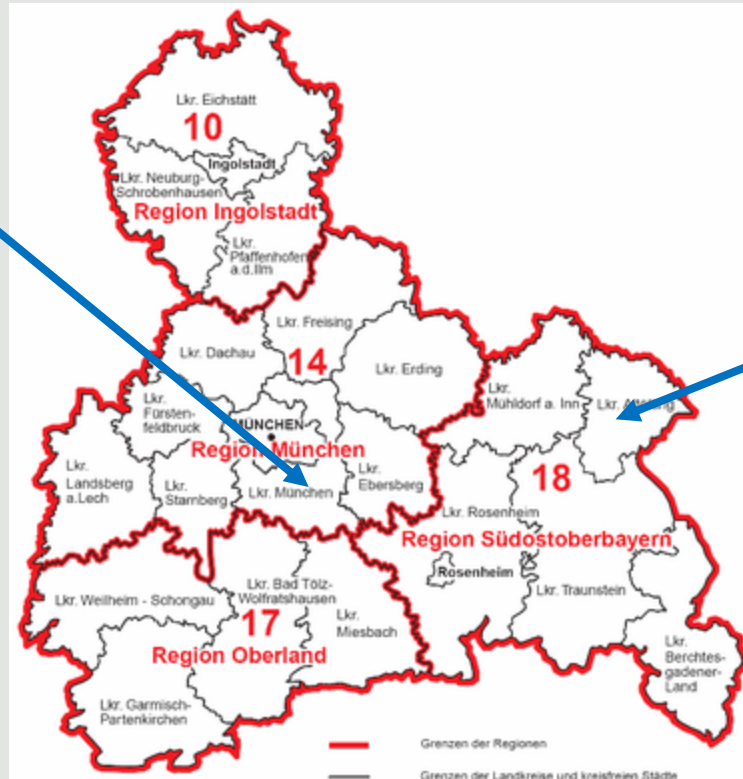 Lkr. Eichstätt
10
Ingolstadt
Lkr. Neuburg-
Schrobenhausen
Region Ingolstadt
Lkr.
Pfaffenhofen
a.d.Ilm
Lkr. Freising
Lkr. Dachau
14
Lkr. Erding
Lkr.
Mühldorf a. Inn
Lkr.
Lkr.
Fürsten-
feldbruck
MÜNCHEN
Region München
Lkr.
Landsberg
a.Lech
Lkr.
Starnberg
Lkr. München
Lkr.
Ebersberg
18
Lkr. Rosenheim
Region Südostoberbayern
Rosenheim
Lkr. Traunstein
Lkr. Bad Tölz-
Wolfratshausen
Lkr. Weilheim - Schongau
17
Lkr.
Miesbach
Region Oberland
Lkr.
Berchtes-
gadener-
Land
Lkr. Garmisch-
Partenkirchen
Grenzen der Regionen
Grenzen der Landkreise und kreisfreien Städte